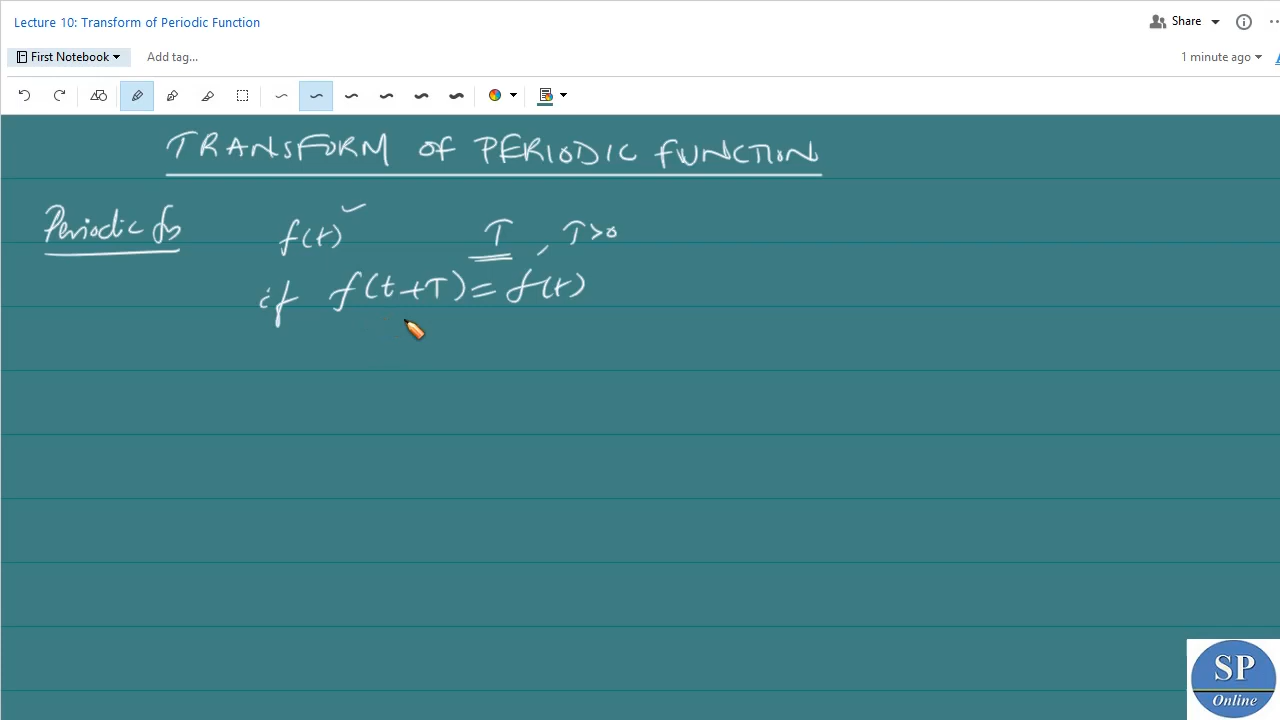 Lecture 10: Transform of Periodic Function
Share
First Notebook Add tag... 1 minute ago
TRANSFORM OF PERIODIC FUNCTION
Periodic fn f(t) T, T>0
if f(t+T)=f(t)
SP
Online